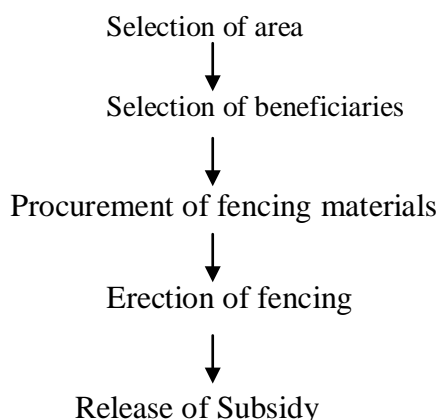 Selection of area
Selection of beneficiaries
Procurement of fencing materials
Erection of fencing
Release of Subsidy